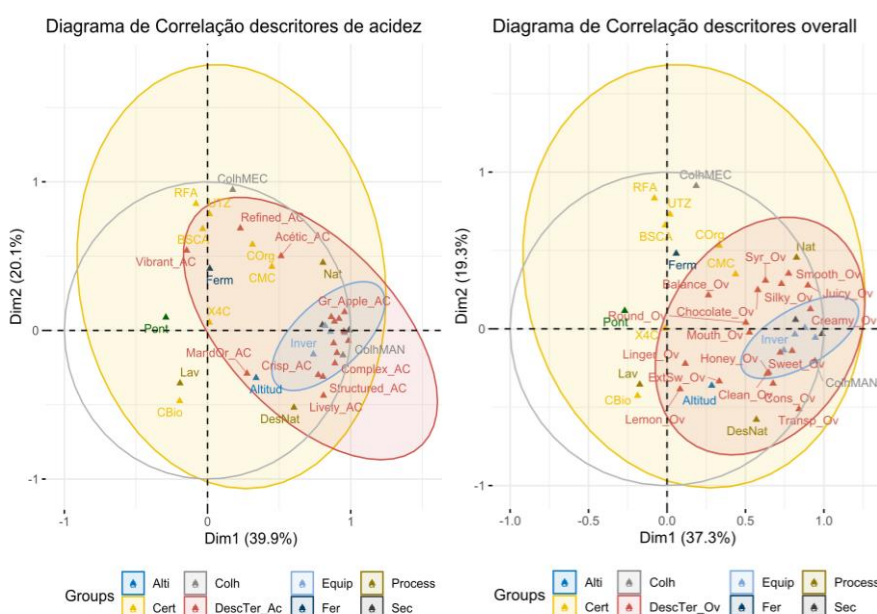 Diagrama de Correlação descritores de acidez
Dim2 (20.1%)
1
0
-1
ColhMEC
RFA
UTZ
Refined_AC
BSCA
COrg
Acétic_AC
Vibrant_AC
CMC
Ferm
Nat
Gr_Apple_AC
X4C
Pont
Inver
ColhMAN
MandOr_AC
Crisp_AC
Complex_AC
Altitud
Structured_AC
Lav
Lively_AC
CBio
DesNat
-1
0
1
Dim1 (39.9%)
Groups
Alti
Colh
Equip
Process
Cert
DescTer_Ac
Fer
Sec
Diagrama de Correlação descritores overall
Dim2 (19.3%)
1
0
-1
ColhMEC
RFA
UTZ
BSCA
COrg
Nat
Ferm
CMC
Syr_Ov
Smooth_Ov
Balance_Ov
Silky_Ov
Juicy_Ov
Round_Ov
Chocolate_Ov
Creamy_Ov
Pont
X4C
Mouth_Ov
Inver
Linger_Ov
Honey_Ov
Sweet_Ov
Lav
ExtSw_Ov
ColhMAN
CBio
Altitud
Clean_Ov
Cons_Ov
Lemon_Ov
DesNat
Transp_Ov
-1.0
-0.5
0.0
0.5
1.0
Dim1 (37.3%)
Groups
Alti
Colh
Equip
Process
Cert
DescTer_Ov
Fer
Sec